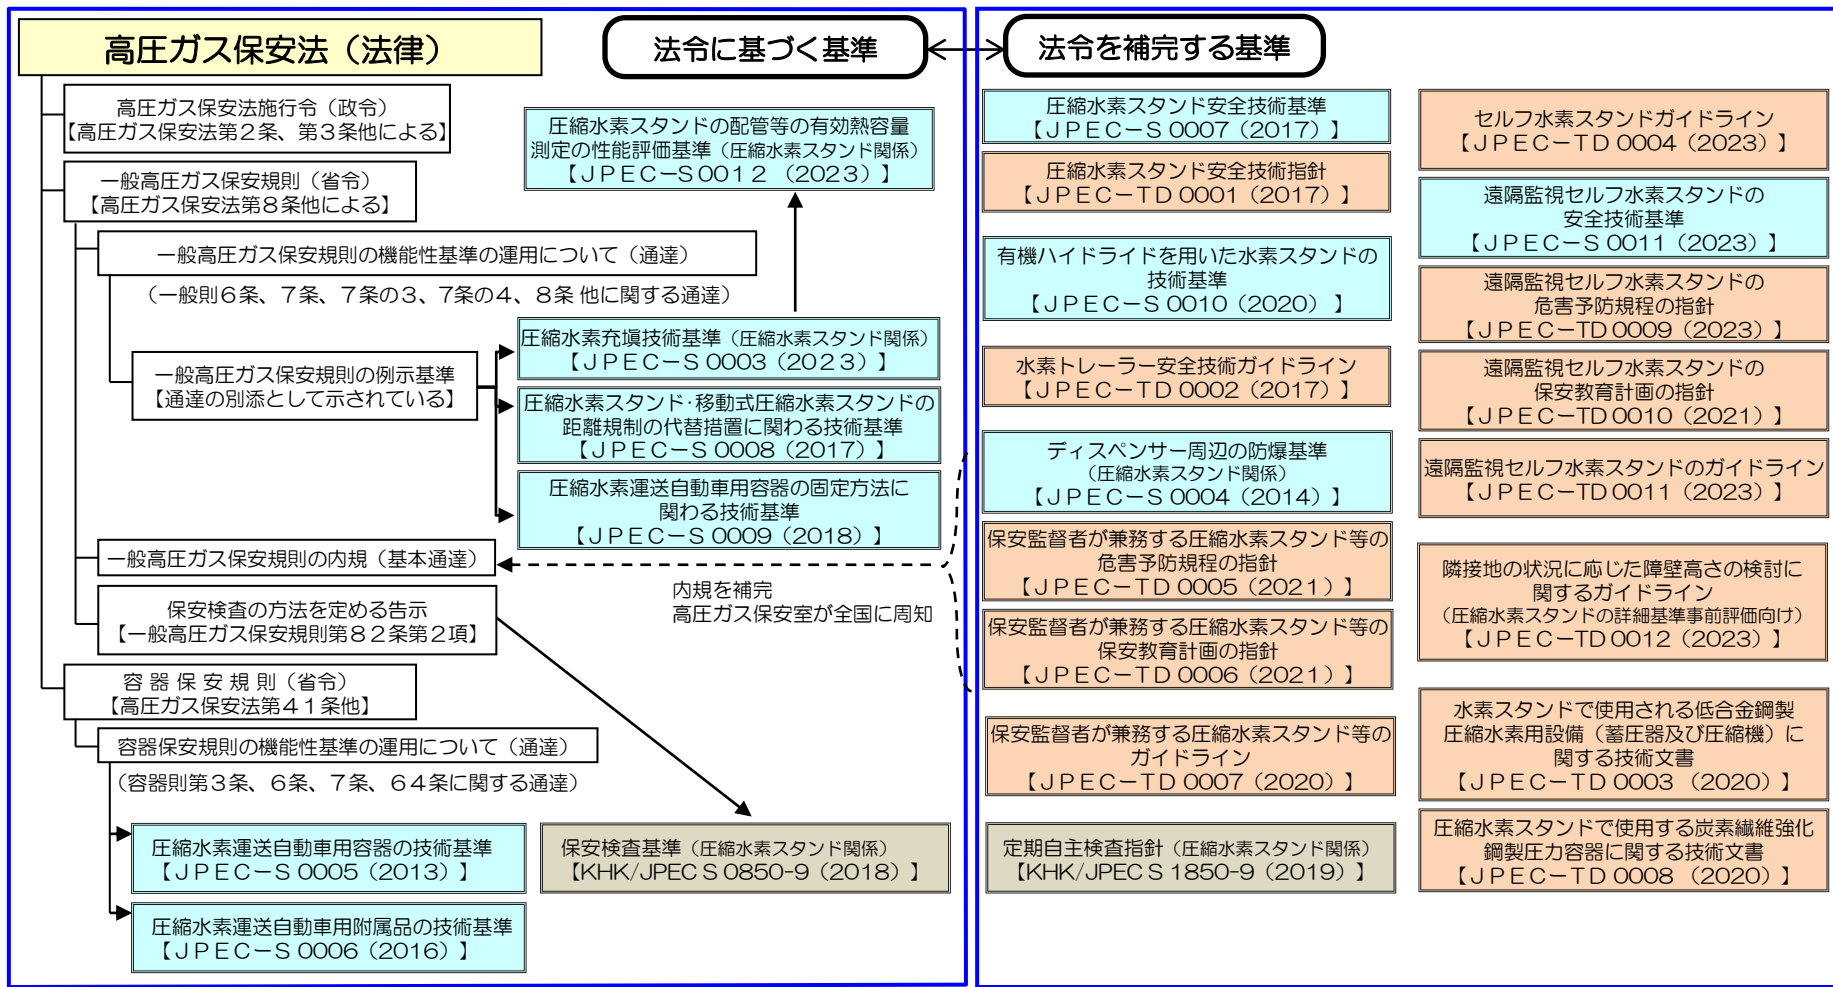 高圧ガス保安法（法律）
法令に基づく基準
高圧ガス保安法施行令（政令）
【高圧ガス保安法第２条、第３条他による】
一般高圧ガス保安規則（省令）
【高圧ガス保安法第８条他による】
圧縮水素スタンドの配管等の有効熱容量
測定の性能評価基準（圧縮水素スタンド関係）
【ＪＰＥＣ－Ｓ００１２（2023）】
一般高圧ガス保安規則の機能性基準の運用について（通達）
（一般則６条、７条、７条の３、７条の４、８条 他に関する通達）
一般高圧ガス保安規則の例示基準
【通達の別添として示されている】
圧縮水素充塡技術基準（圧縮水素スタンド関係）
【ＪＰＥＣ－Ｓ 0003（2023）】
圧縮水素スタンド・移動式圧縮水素スタンドの
距離規制の代替措置に関わる技術基準
【ＪＰＥＣ－Ｓ 0008（2017）】
圧縮水素運送自動車用容器の固定方法に
関わる技術基準
【ＪＰＥＣ－Ｓ 0009（2018）】
一般高圧ガス保安規則の内規（基本通達）
内規を補完
高圧ガス保安室が全国に周知
保安検査の方法を定める告示
【一般高圧ガス保安規則第８２条第２項】
容 器 保 安 規 則（省令）
【高圧ガス保安法第４１条他】
容器保安規則の機能性基準の運用について（通達）
（容器則第３条、６条、７条、６４条に関する通達）
圧縮水素運送自動車用容器の技術基準
【ＪＰＥＣ－Ｓ 0005（2013）】
圧縮水素運送自動車用附属品の技術基準
【ＪＰＥＣ－Ｓ 0006（2016）】
保安検査基準（圧縮水素スタンド関係）
【KHK/JPEC S 0850-9（2018）】
法令を補完する基準
圧縮水素スタンド安全技術基準
【ＪＰＥＣ－Ｓ 0007（2017）】
圧縮水素スタンド安全技術指針
【ＪＰＥＣ－ＴＤ 0001（2017）】
有機ハイドライドを用いた水素スタンドの
技術基準
【ＪＰＥＣ－Ｓ 0010（2020）】
水素トレーラー安全技術ガイドライン
【ＪＰＥＣ－ＴＤ 0002（2017）】
ディスペンサー周辺の防爆基準
（圧縮水素スタンド関係）
【ＪＰＥＣ－Ｓ 0004（2014）】
保安監督者が兼務する圧縮水素スタンド等の
危害予防規程の指針
【ＪＰＥＣ－ＴＤ 0005（2021）】
保安監督者が兼務する圧縮水素スタンド等の
保安教育計画の指針
【ＪＰＥＣ－ＴＤ 0006（2021）】
保安監督者が兼務する圧縮水素スタンド等の
ガイドライン
【ＪＰＥＣ－ＴＤ 0007（2020）】
定期自主検査指針（圧縮水素スタンド関係）
【KHK/JPEC S 1850-9（2019）】
セルフ水素スタンドガイドライン
【ＪＰＥＣ－ＴＤ 0004（2023）】
遠隔監視セルフ水素スタンドの
安全技術基準
【ＪＰＥＣ－Ｓ 0011（2023）】
遠隔監視セルフ水素スタンドの
危害予防規程の指針
【ＪＰＥＣ－ＴＤ 0009（2023）】
遠隔監視セルフ水素スタンドの
保安教育計画の指針
【ＪＰＥＣ－ＴＤ 0010（2021）】
遠隔監視セルフ水素スタンドのガイドライン
【ＪＰＥＣ－ＴＤ 0011（2023）】
隣接地の状況に応じた障壁高さの検討に
関するガイドライン
（圧縮水素スタンドの詳細基準事前評価向け）
【ＪＰＥＣ－ＴＤ 0012（2023）】
水素スタンドで使用される低合金鋼製
圧縮水素用設備（蓄圧器及び圧縮機）に
関する技術文書
【ＪＰＥＣ－ＴＤ 0003（2020）】
圧縮水素スタンドで使用する炭素繊維強化
鋼製圧力容器に関する技術文書
【ＪＰＥＣ－ＴＤ 0008（2020）】